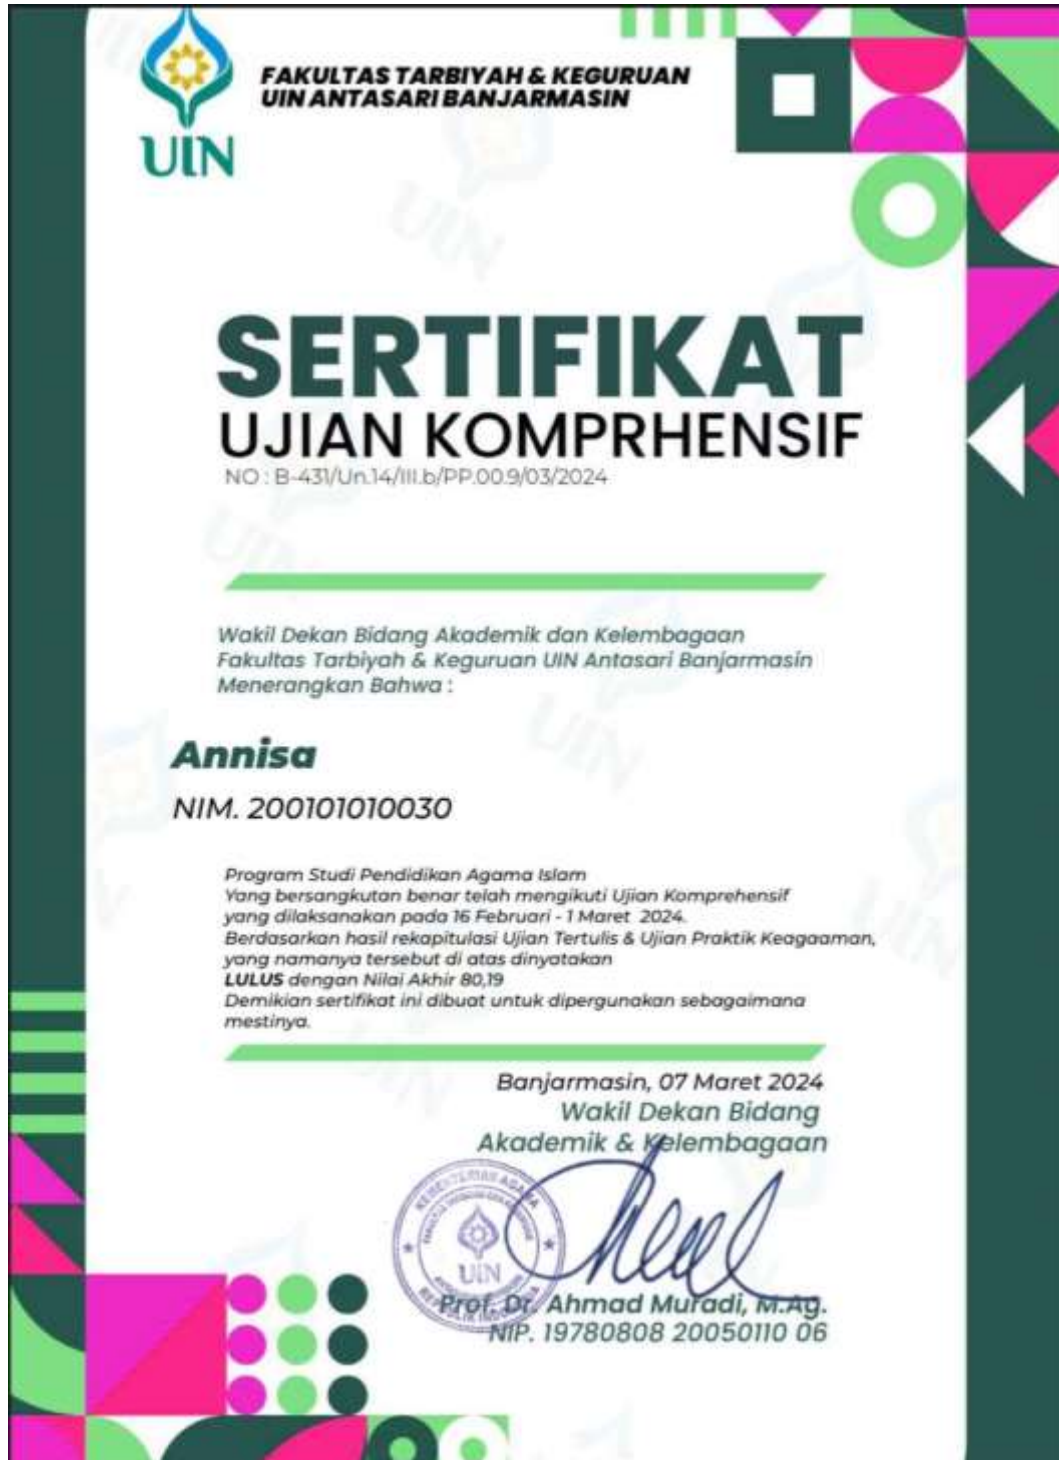 UIN
FAKULTAS TARBIYAH & KEGURUAN
UIN ANTASARI BANJARMASIN
SERTIFIKAT
UJIAN KOMPRHENSIF
NO : B-431/Un.14/III.b/PP.00.9/03/2024
Wakil Dekan Bidang Akademik dan Kelembagaan
Fakultas Tarbiyah & Keguruan UIN Antasari Banjarmasin
Menerangkan Bahwa :
Annisa
NIM. 200101010030
Program Studi Pendidikan Agama Islam
Yang bersangkutan benar telah mengikuti Ujian Komprehensif
yang dilaksanakan pada 16 Februari - 1 Maret 2024.
Berdasarkan hasil rekapitulasi Ujian Tertulis & Ujian Praktik Keagaaman,
yang namanya tersebut di atas dinyatakan
LULUS dengan Nilai Akhir 80,19
Demikian sertifikat ini dibuat untuk dipergunakan sebagaimana
mestinya.
Banjarmasin, 07 Maret 2024
Wakil Dekan Bidang
Akademik & Kelembagaan
KEMENTERIAN AGAMA
UIN
REPUBLIK INDONESIA
Prof. Dr. Ahmad Muradi, M.Ag.
NIP. 19780808 20050110 06